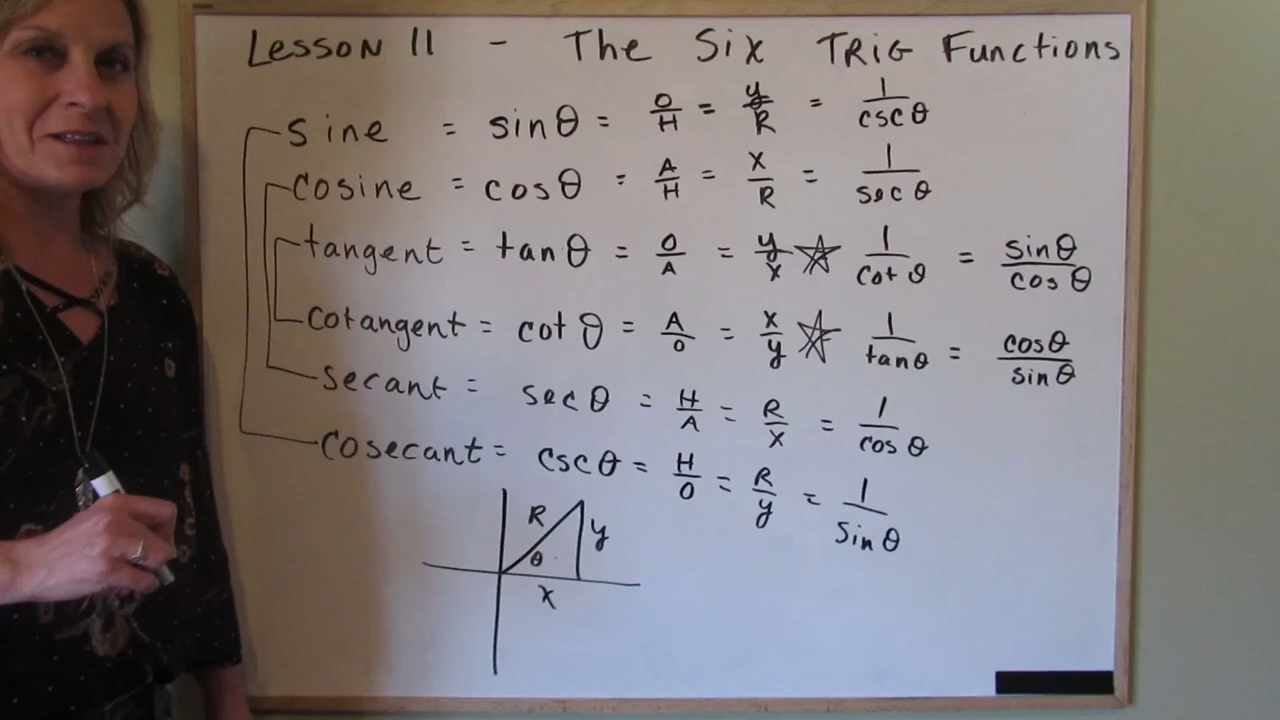 Lesson 11 - The Six TRIG Functions
sine = sinθ = O/H = y/R = 1/cscθ
cosine = cosθ = A/H = x/R = 1/secθ
tangent = tanθ = O/A = y/x ☆ 1/cotθ = sinθ/cosθ
cotangent = cotθ = A/O = x/y ☆ 1/tanθ = cosθ/sinθ
secant = secθ = H/A = R/x = 1/cosθ
cosecant = cscθ = H/O = R/y = 1/sinθ
R y
θ
x